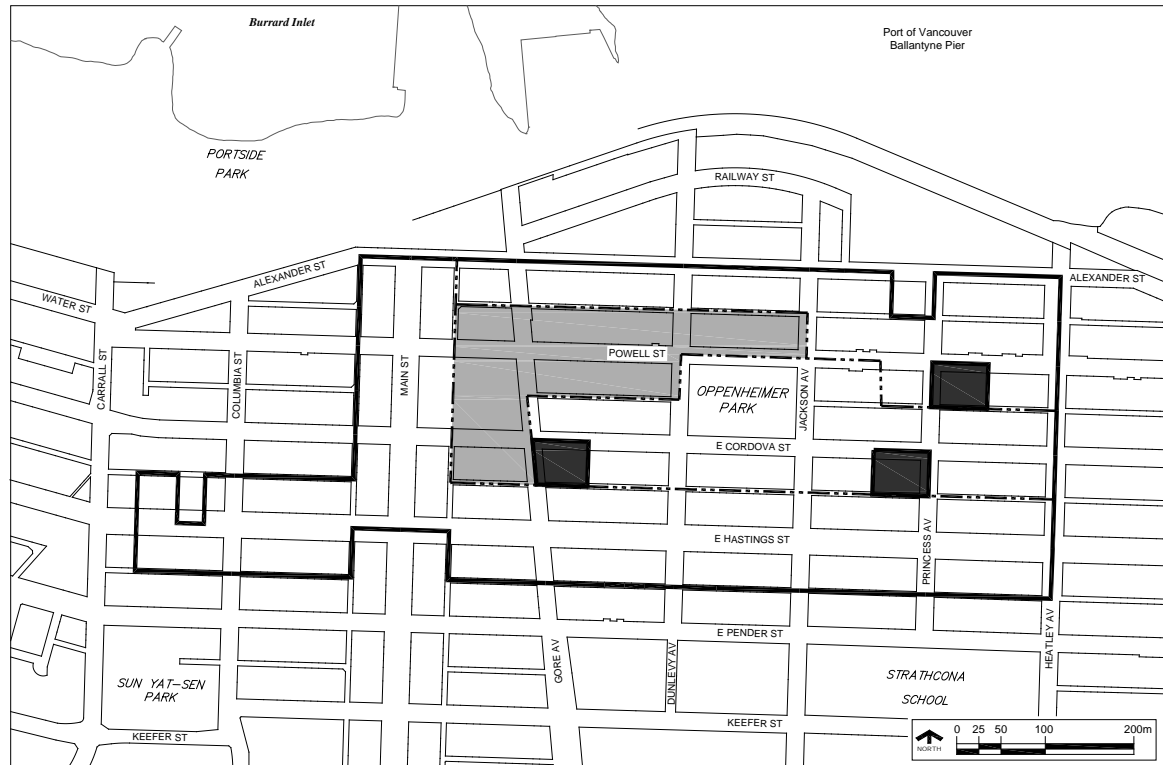 Burrard Inlet
Port of Vancouver
Ballantyne Pier
PORTSIDE
PARK
RAILWAY ST
ALEXANDER ST
ALEXANDER ST
WATER ST
CARRALL ST
COLUMBIA ST
MAIN ST
POWELL ST
OPPENHEIMER
PARK
JACKSON AV
E CORDOVA ST
E HASTINGS ST
PRINCESS AV
E PENDER ST
HEATLEY AV
GORE AV
DUNLEVY AV
SUN YAT-SEN
PARK
STRATHCONA
SCHOOL
KEEFER ST
KEEFER ST
NORTH
0 25 50 100 200m